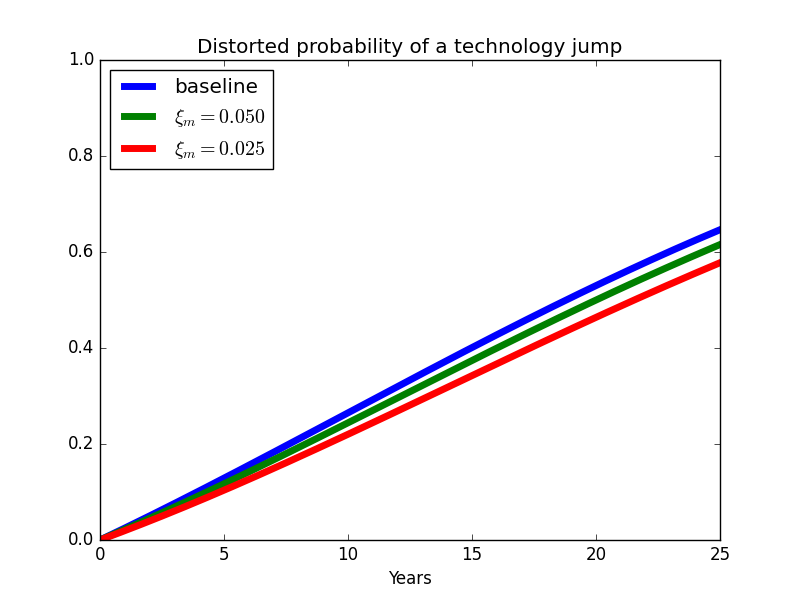 Distorted probability of a technology jump
1.0
baseline
ξₘ = 0.050
ξₘ = 0.025
0.8
0.6
0.4
0.2
0.0
0 5 10 15 20 25
Years